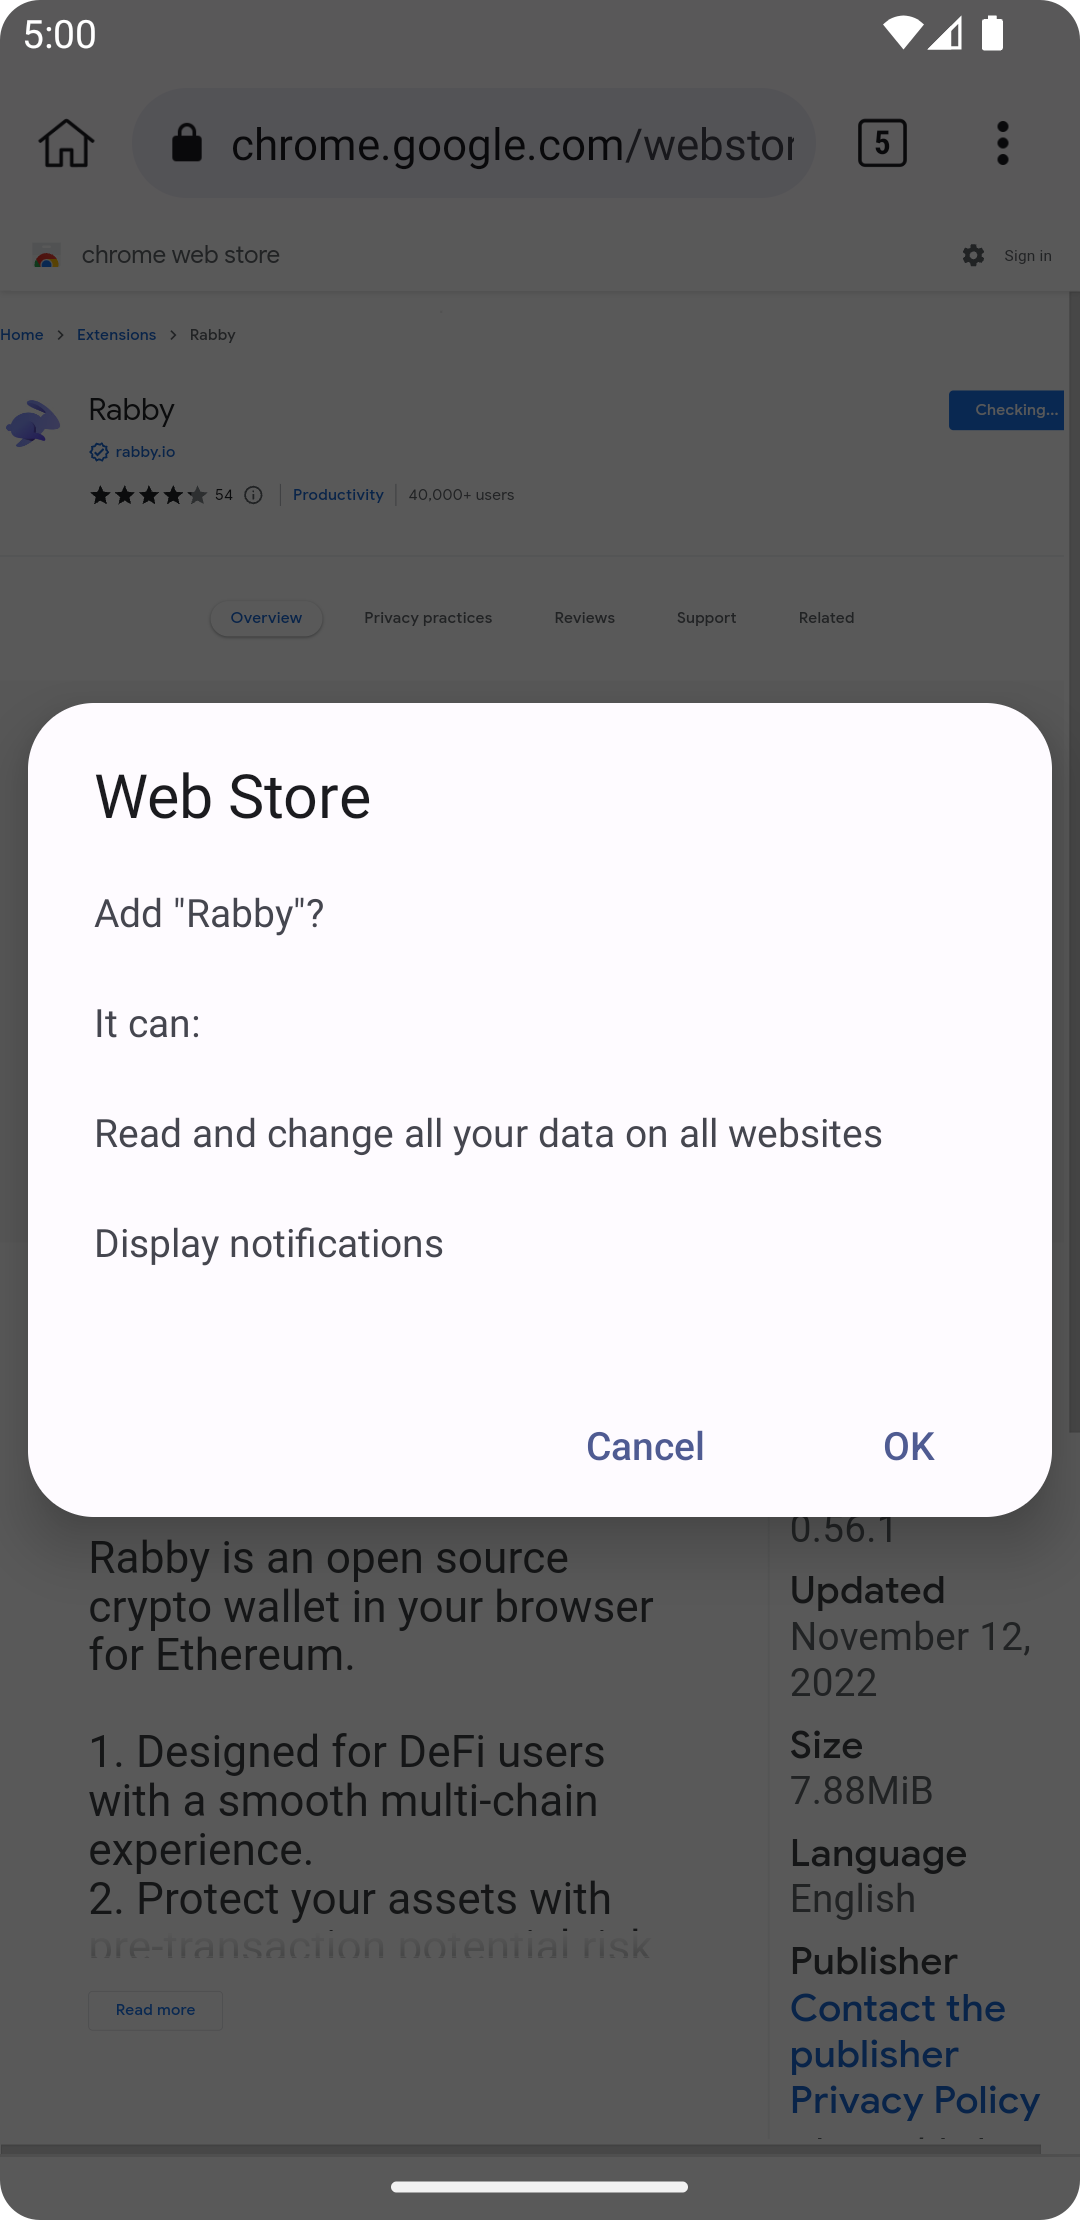 5:00
chrome.google.com/webstor
5
chrome web store
Sign in
Home > Extensions > Rabby
Rabby
Checking...
rabby.io
54
Productivity
40,000+ users
Overview
Privacy practices
Reviews
Support
Related
Web Store
Add "Rabby"?
It can:
Read and change all your data on all websites
Display notifications
Cancel
OK
Rabby is an open source
crypto wallet in your browser
for Ethereum.
1. Designed for DeFi users
with a smooth multi-chain
experience.
2. Protect your assets with
pre-transaction potential risk
Read more
0.56.1
Updated
November 12,
2022
Size
7.88MiB
Language
English
Publisher
Contact the
publisher
Privacy Policy